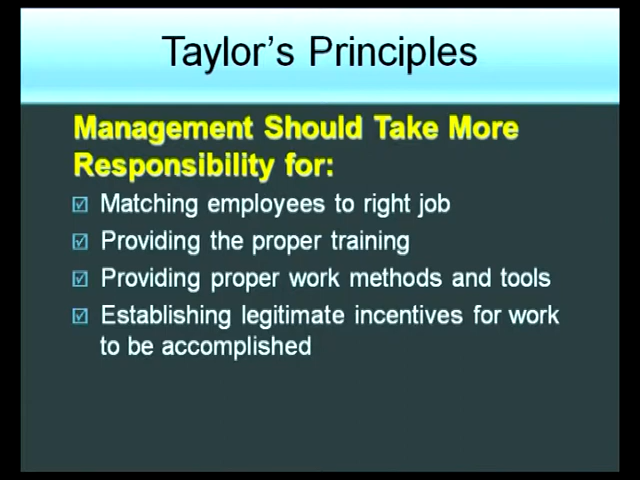 Taylor’s Principles
Management Should Take More
Responsibility for:
Matching employees to right job
Providing the proper training
Providing proper work methods and tools
Establishing legitimate incentives for work
to be accomplished